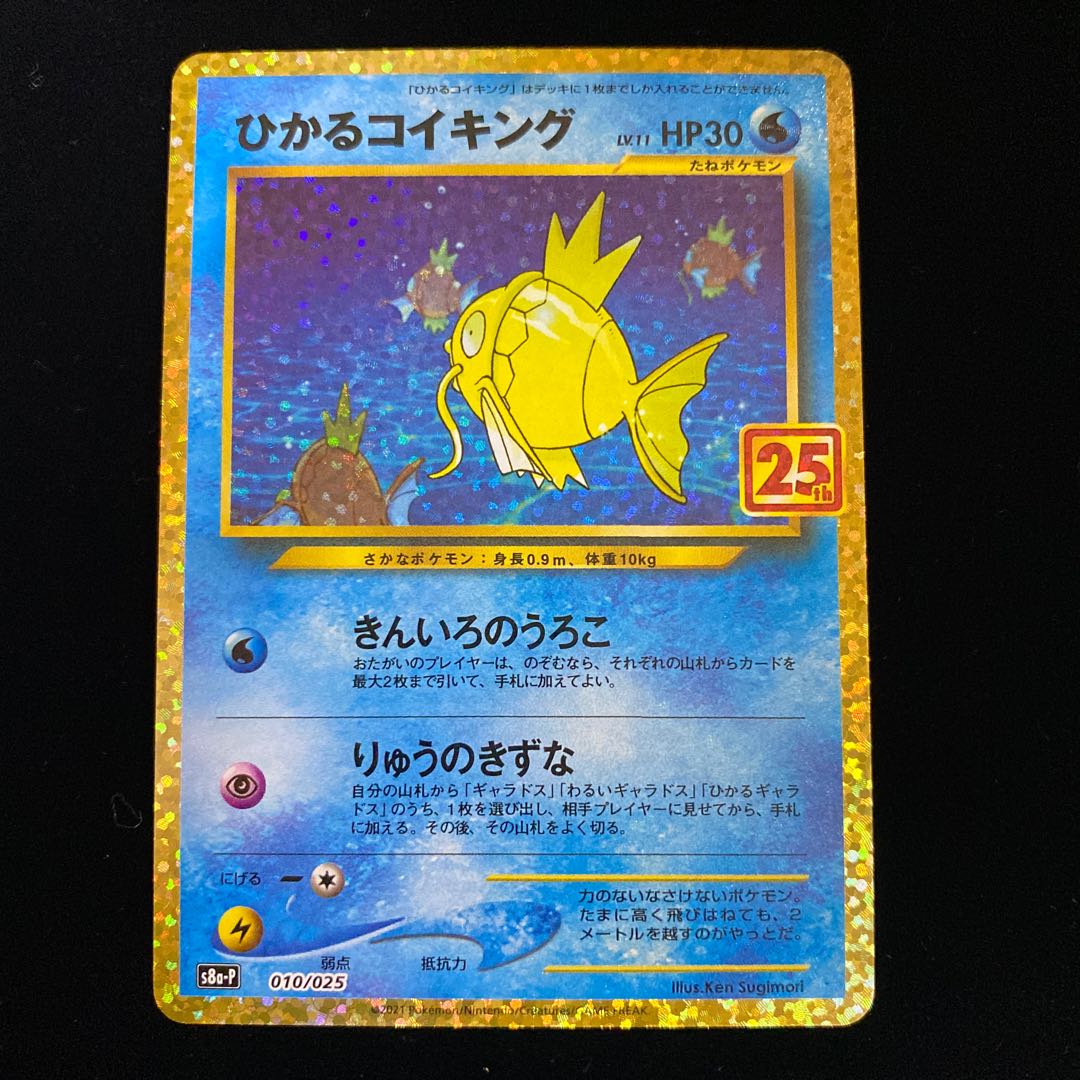 「ひかるコイキング」はデッキに1枚までしか入れることができません。
ひかるコイキング LV.11 HP30
たねポケモン
25th
さかなポケモン：身長0.9m、体重10kg
きんいろのうろこ
おたがいのプレイヤーは、のぞむなら、それぞれの山札からカードを
最大2枚まで引いて、手札に加えてよい。
りゅうのきずな
自分の山札から「ギャラドス」「わるいギャラドス」「ひかるギャラ
ドス」のうち、1枚を選び出し、相手プレイヤーに見せてから、手札
に加える。その後、その山札をよく切る。
にげる
力のないなさけないポケモン。
たまに高く飛びはねても、2
メートルを越すのがやっとだ。
弱点 抵抗力
s8a-P 010/025
Illus.Ken Sugimori
©2021 Pokémon/Nintendo/Creatures/GAME FREAK.